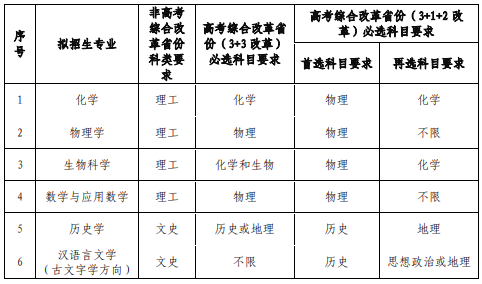 序号 拟招生专业 非高考综合改革省份科类要求 高考综合改革省份（3+3 改革）必选科目要求 高考综合改革省份（3+1+2 改革）必选科目要求
首选科目要求 再选科目要求
1 化学 理工 化学 物理 化学
2 物理学 理工 物理 物理 不限
3 生物科学 理工 化学和生物 物理 化学
4 数学与应用数学 理工 物理 物理 不限
5 历史学 文史 历史或地理 历史 地理
6 汉语言文学（古文字学方向） 文史 不限 历史 思想政治或地理